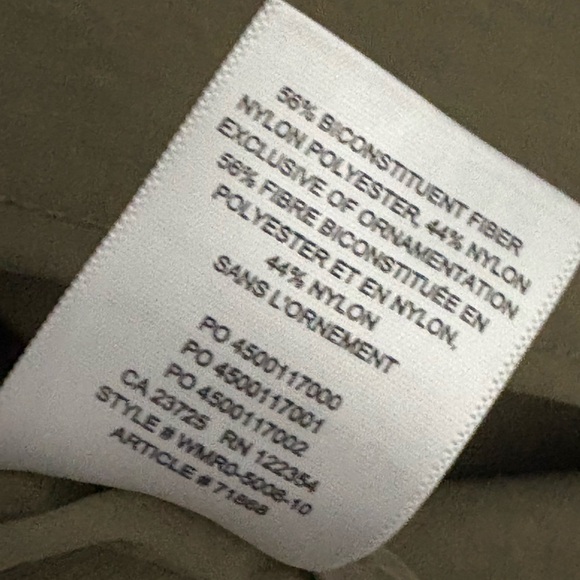 56% BICONSTITUENT FIBER
NYLON POLYESTER, 44% NYLON
EXCLUSIVE OF ORNAMENTATION
56% FIBRE BICONSTITUÉE EN
POLYESTER ET EN NYLON,
44% NYLON
SANS L'ORNEMENT
PO 4500117000
PO 4500117001
PO 4500117002
CA 23725 RN 122354
STYLE # WMR0-5008-10
ARTICLE # 71868